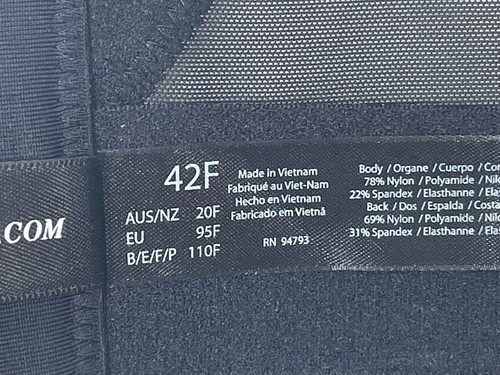 .COM
42F
AUS/NZ 20F
EU 95F
B/E/F/P 110F
Made in Vietnam
Fabriqué au Viet-Nam
Hecho en Vietnam
Fabricado em Vietnã
RN 94793
Body / Organe / Cuerpo /
78% Nylon / Polyamide /
22% Spandex / Elasthanne /
Back / Dos / Espalda / Costa
69% Nylon / Polyamide /
31% Spandex / Elasthanne /